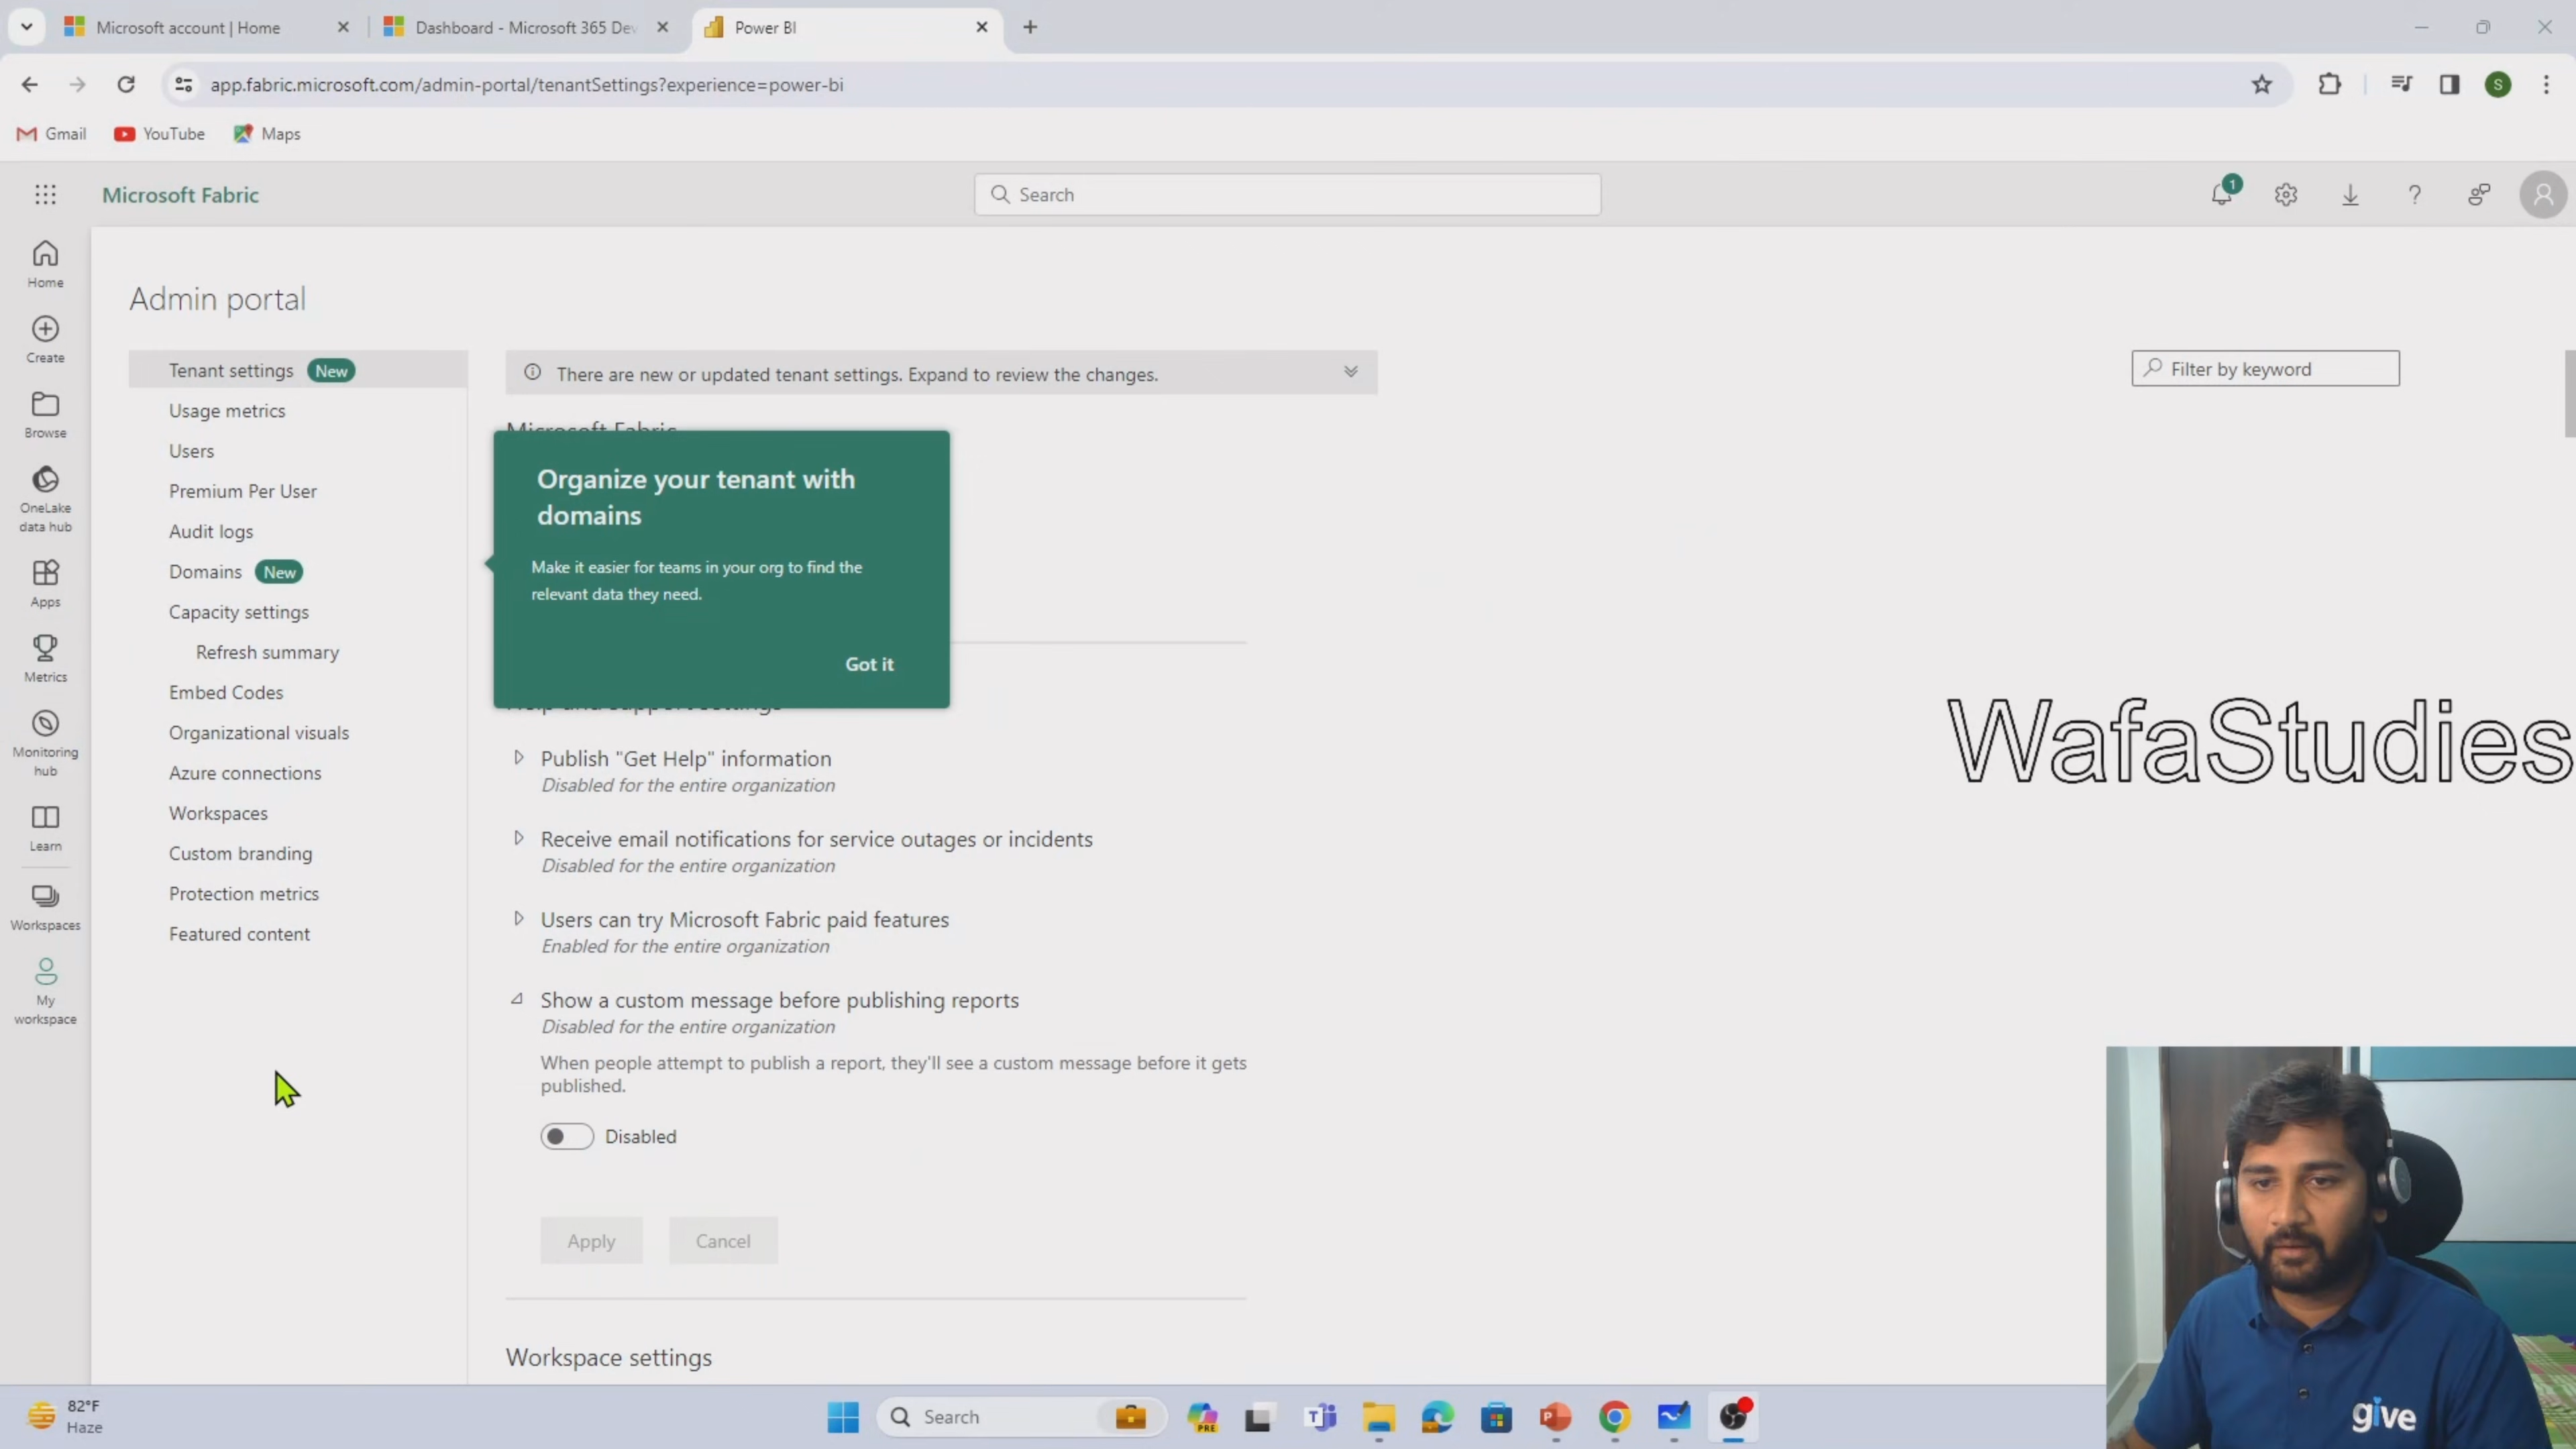 Microsoft account | Home
Dashboard - Microsoft 365 Dev
Power BI
app.fabric.microsoft.com/admin-portal/tenantSettings?experience=power-bi
S
Gmail
YouTube
Maps
Microsoft Fabric
Search
1
Home
Create
Browse
OneLake
data hub
Apps
Metrics
Monitoring
hub
Learn
Workspaces
My
workspace
Admin portal
Tenant settings New
Usage metrics
Users
Premium Per User
Audit logs
Domains New
Capacity settings
Refresh summary
Embed Codes
Organizational visuals
Azure connections
Workspaces
Custom branding
Protection metrics
Featured content
There are new or updated tenant settings. Expand to review the changes.
Filter by keyword
Microsoft Fabric
Organize your tenant with
domains
Make it easier for teams in your org to find the
relevant data they need.
Got it
Help and support settings
Publish "Get Help" information
Disabled for the entire organization
Receive email notifications for service outages or incidents
Disabled for the entire organization
Users can try Microsoft Fabric paid features
Enabled for the entire organization
Show a custom message before publishing reports
Disabled for the entire organization
When people attempt to publish a report, they'll see a custom message before it gets
published.
Disabled
Apply
Cancel
Workspace settings
WafaStudies
give
82°F
Haze
Search
PRE